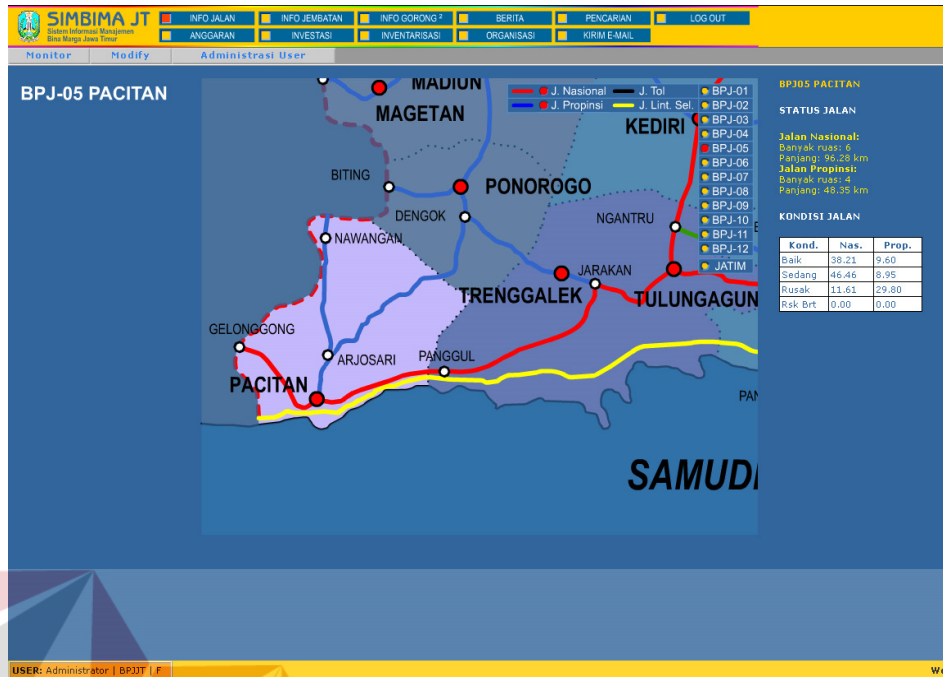 SIMBIMA JT
Sistem Informasi Manajemen
Bina Marga Jawa Timur
INFO JALAN
INFO JEMBATAN
INFO GORONG ²
BERITA
PENCARIAN
LOG OUT
ANGGARAN
INVESTASI
INVENTARISASI
ORGANISASI
KIRIM E-MAIL
Monitor
Modify
Administrasi User
BPJ-05 PACITAN
MADIUN
MAGETAN
KEDIRI
BITING
PONOROGO
DENGOK
NGANTRU
NAWANGAN
JARAKAN
TRENGGALEK
TULUNGAGUN
GELONGGONG
ARJOSARI
PANGGUL
PACITAN
PAN
SAMUD
J. Nasional
J. Tol
J. Propinsi
J. Lint. Sel.
BPJ-01
BPJ-02
BPJ-03
BPJ-04
BPJ-05
BPJ-06
BPJ-07
BPJ-08
BPJ-09
BPJ-10
BPJ-11
BPJ-12
JATIM
BPJ05 PACITAN
STATUS JALAN
Jalan Nasional:
Banyak ruas: 6
Panjang: 96.28 km
Jalan Propinsi:
Banyak ruas: 4
Panjang: 48.35 km
KONDISI JALAN
Kond. Nas. Prop.
Baik 38.21 9.60
Sedang 46.46 8.95
Rusak 11.61 29.80
Rsk Brt 0.00 0.00
USER: Administrator | BPJJT | F
We